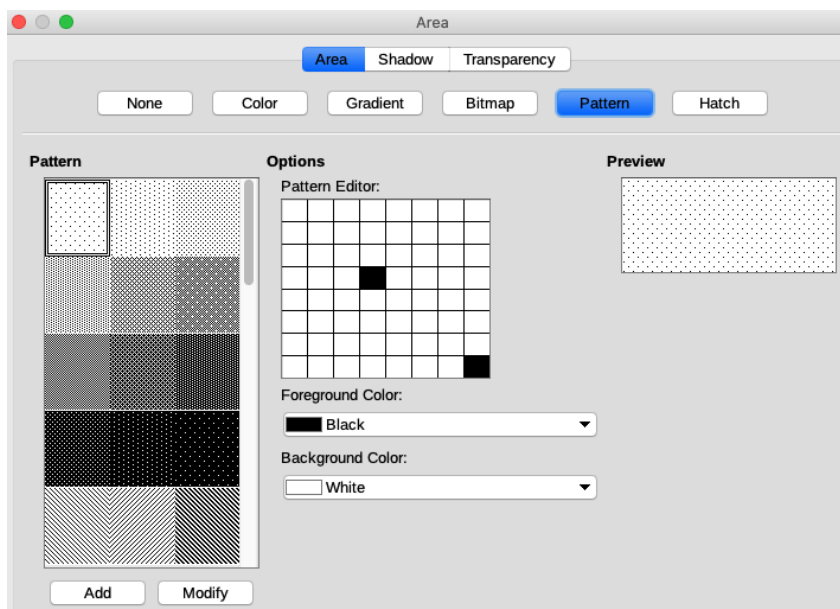 Area
Area Shadow Transparency
None Color Gradient Bitmap Pattern Hatch
Pattern
Options
Preview
Pattern Editor:
Foreground Color:
Black
Background Color:
White
Add Modify